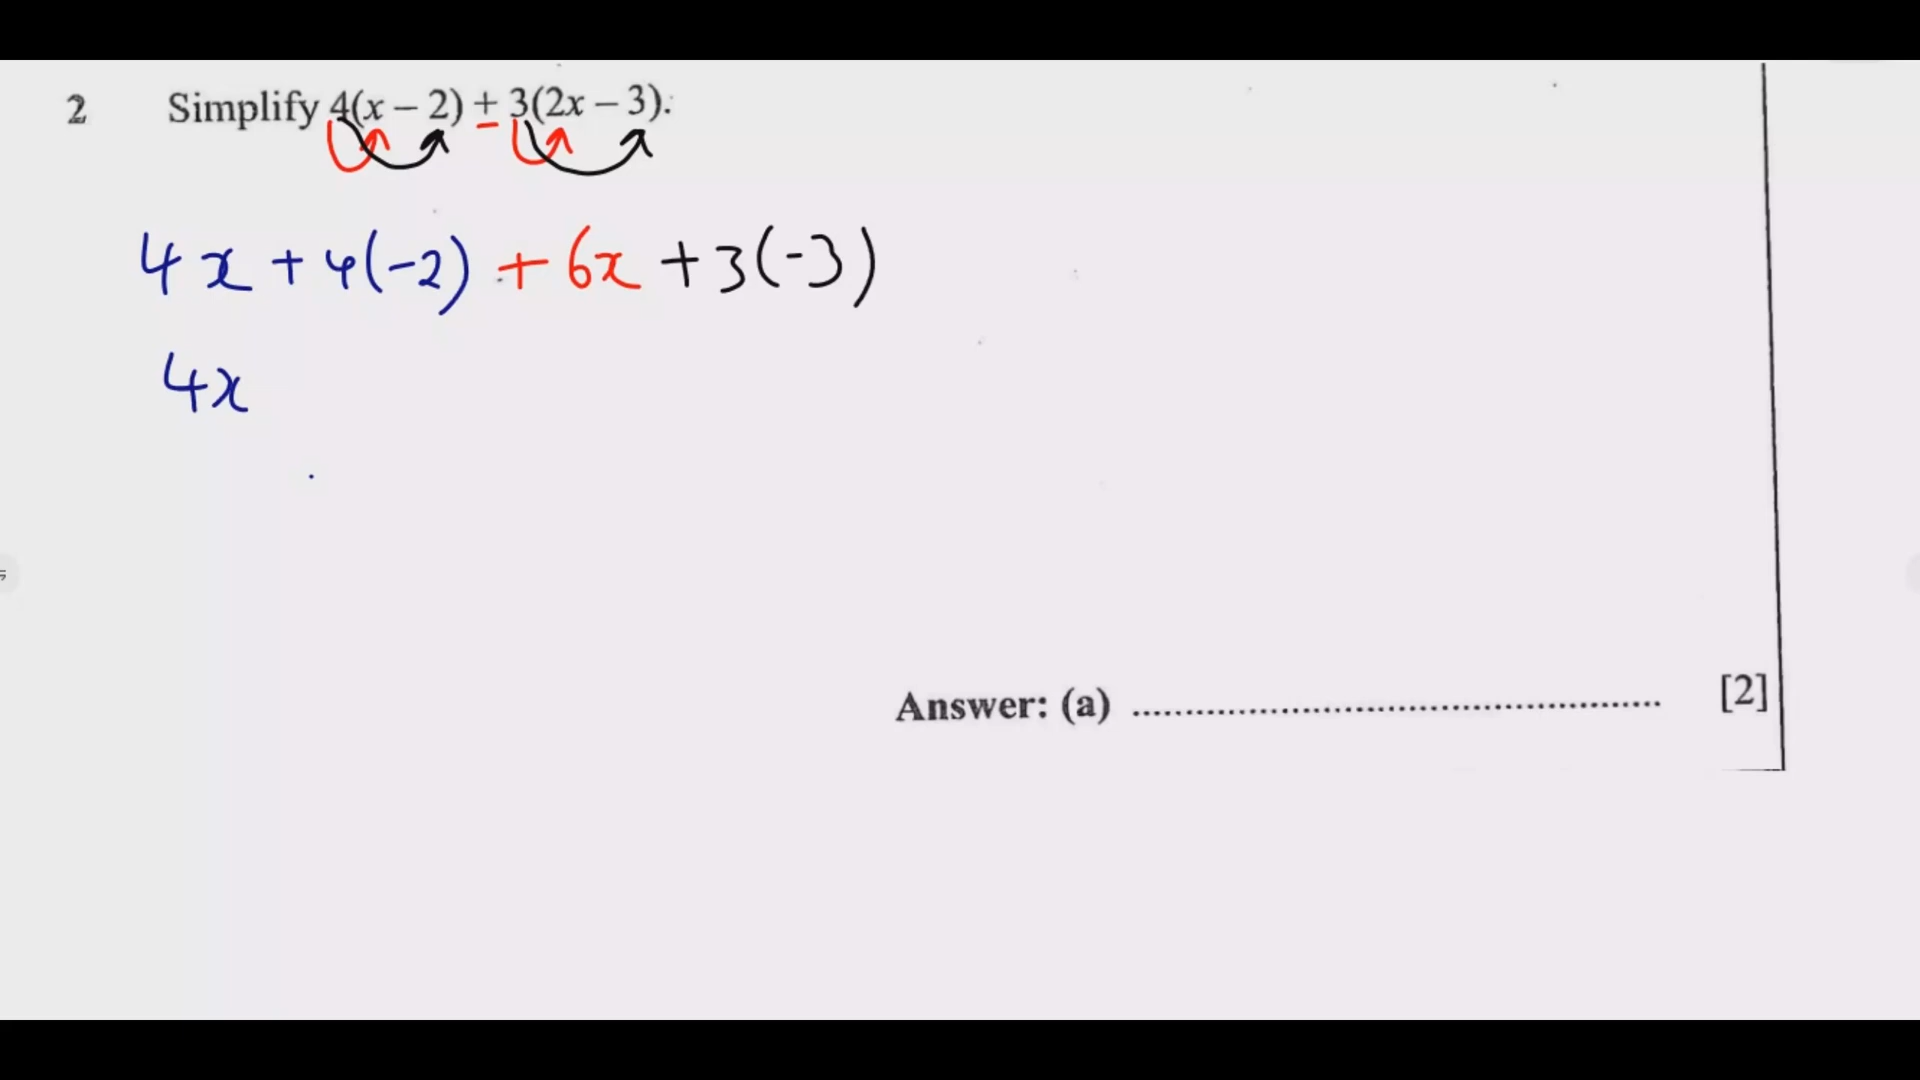 2 Simplify 4(x – 2) + 3(2x – 3).
4x + 4(-2) + 6x + 3(-3)
4x
Answer: (a) ................................................ [2]